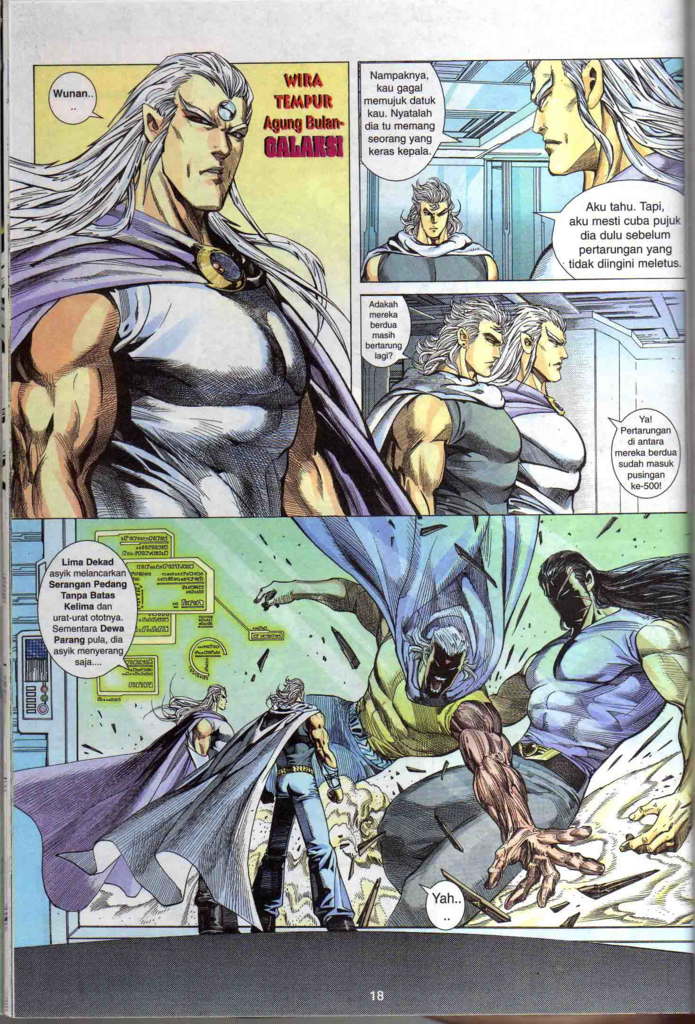 Wunan..
..
WIRA
TEMPUR
Agung Bulan-
GALAKSI
Nampaknya,
kau gagal
memujuk datuk
kau. Nyatalah
dia tu memang
seorang yang
keras kepala.
Aku tahu. Tapi,
aku mesti cuba pujuk
dia dulu sebelum
pertarungan yang
tidak diingini meletus.
Adakah
mereka
berdua
masih
bertarung
lagi?
Ya!
Pertarungan
di antara
mereka berdua
sudah masuk
pusingan
ke-500!
Lima Dekad
asyik melancarkan
Serangan Pedang
Tanpa Batas
Kelima dan
urat-urat ototnya.
Sementara Dewa
Parang pula, dia
asyik menyerang
saja....
Yah..
..
18